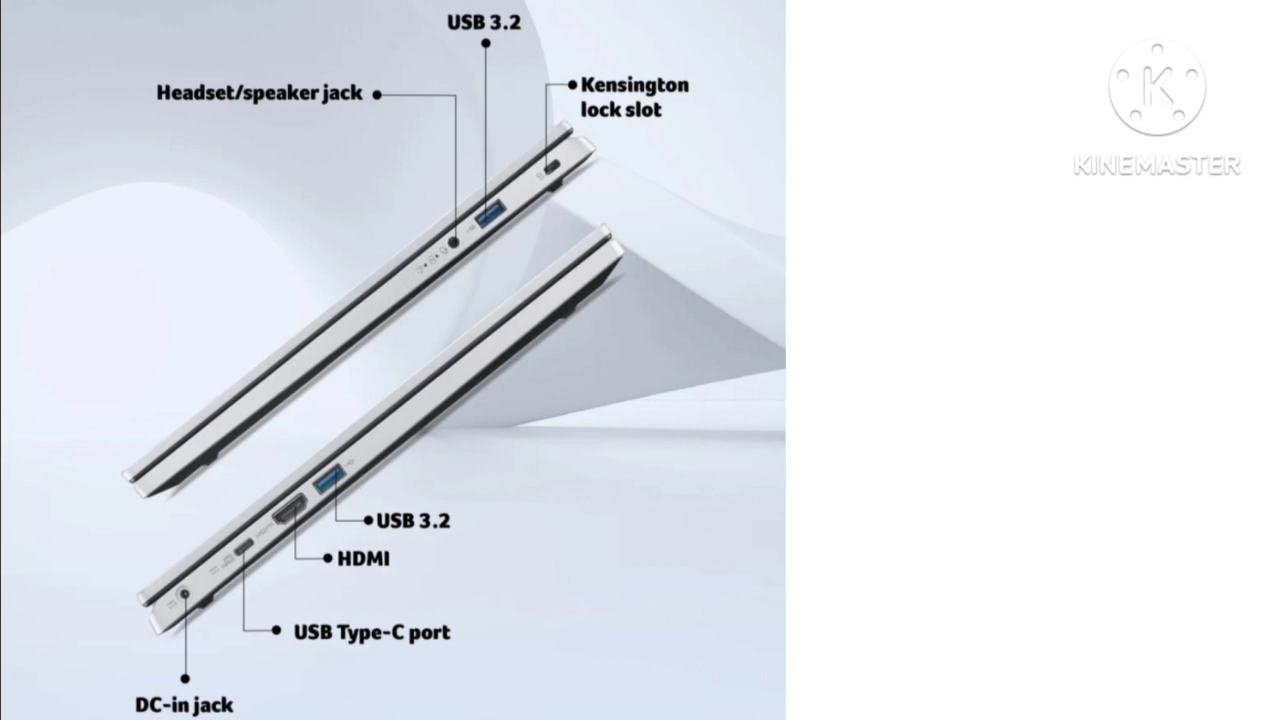 USB 3.2
Headset/speaker jack
Kensington
lock slot
KINEMASTER
USB 3.2
HDMI
USB Type-C port
DC-in jack